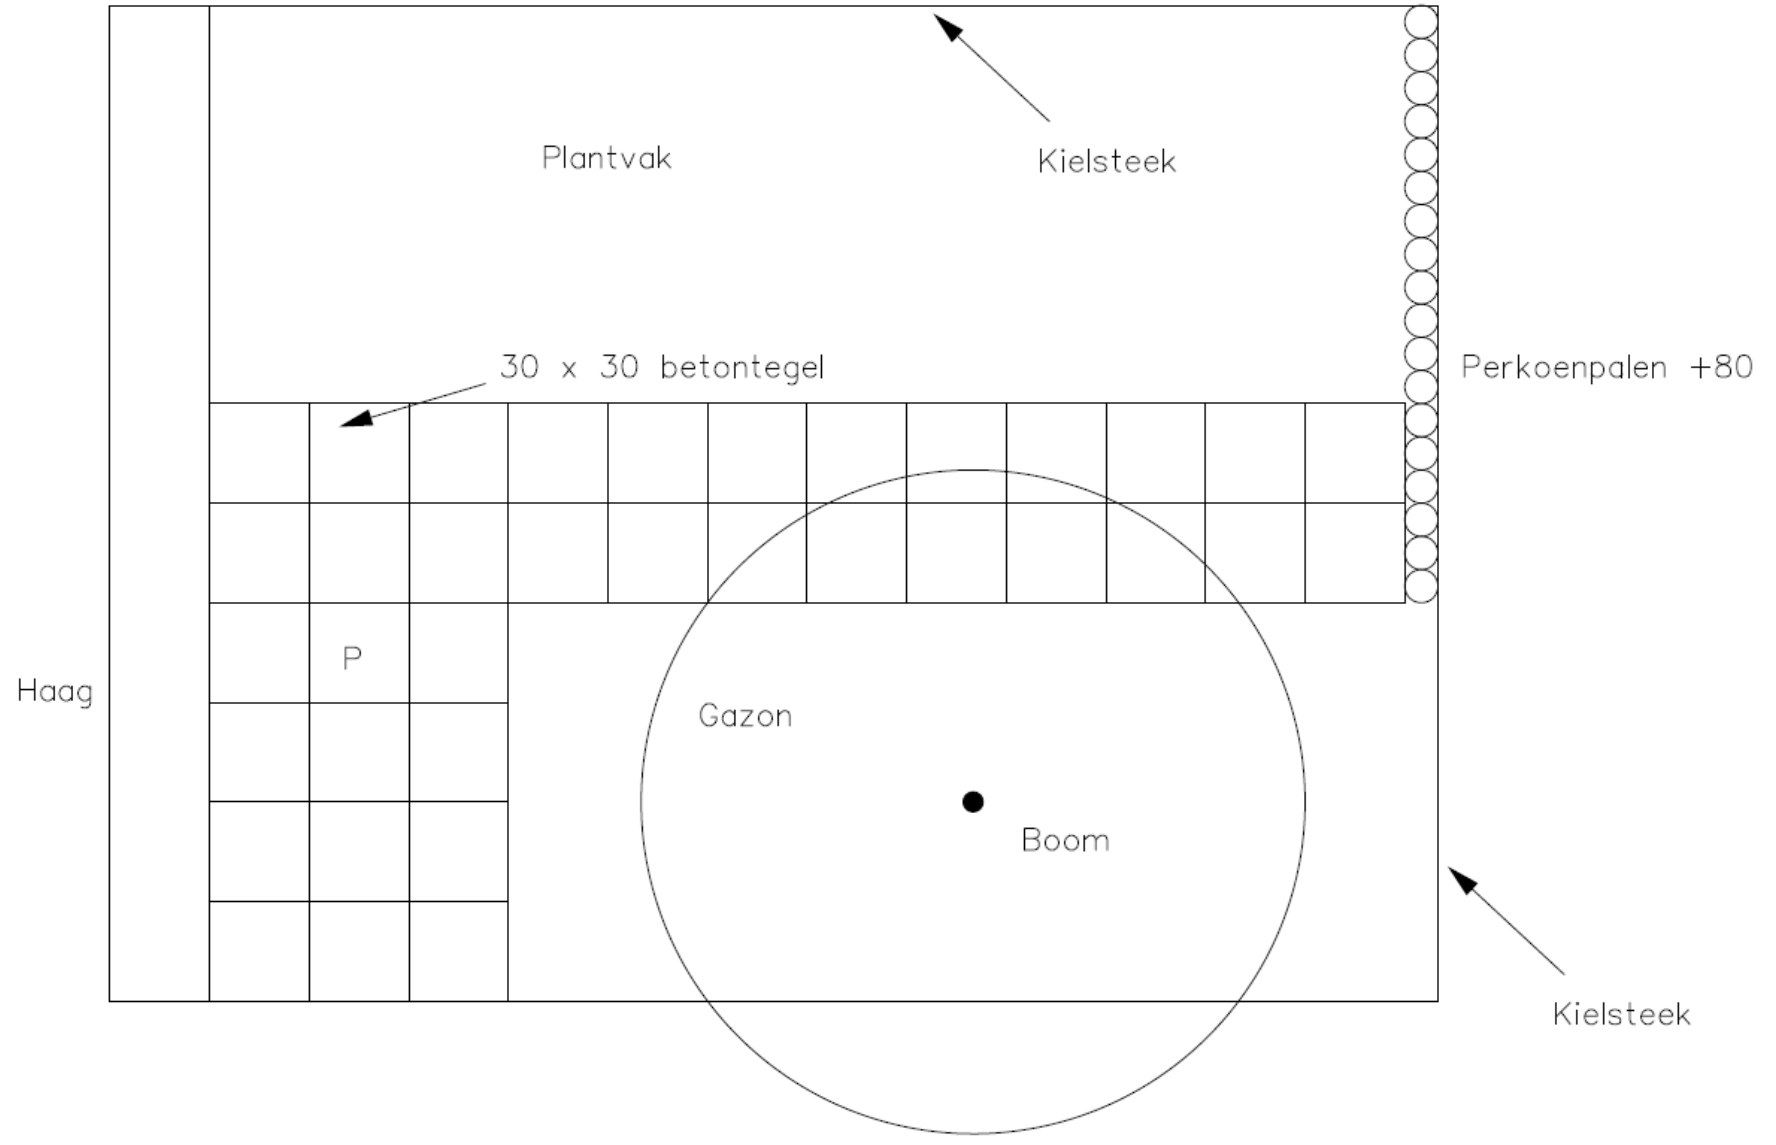 Plantvak
Kielsteek
30 x 30 betontegel
Perkoenpalen +80
P
Haag
Gazon
Boom
Kielsteek